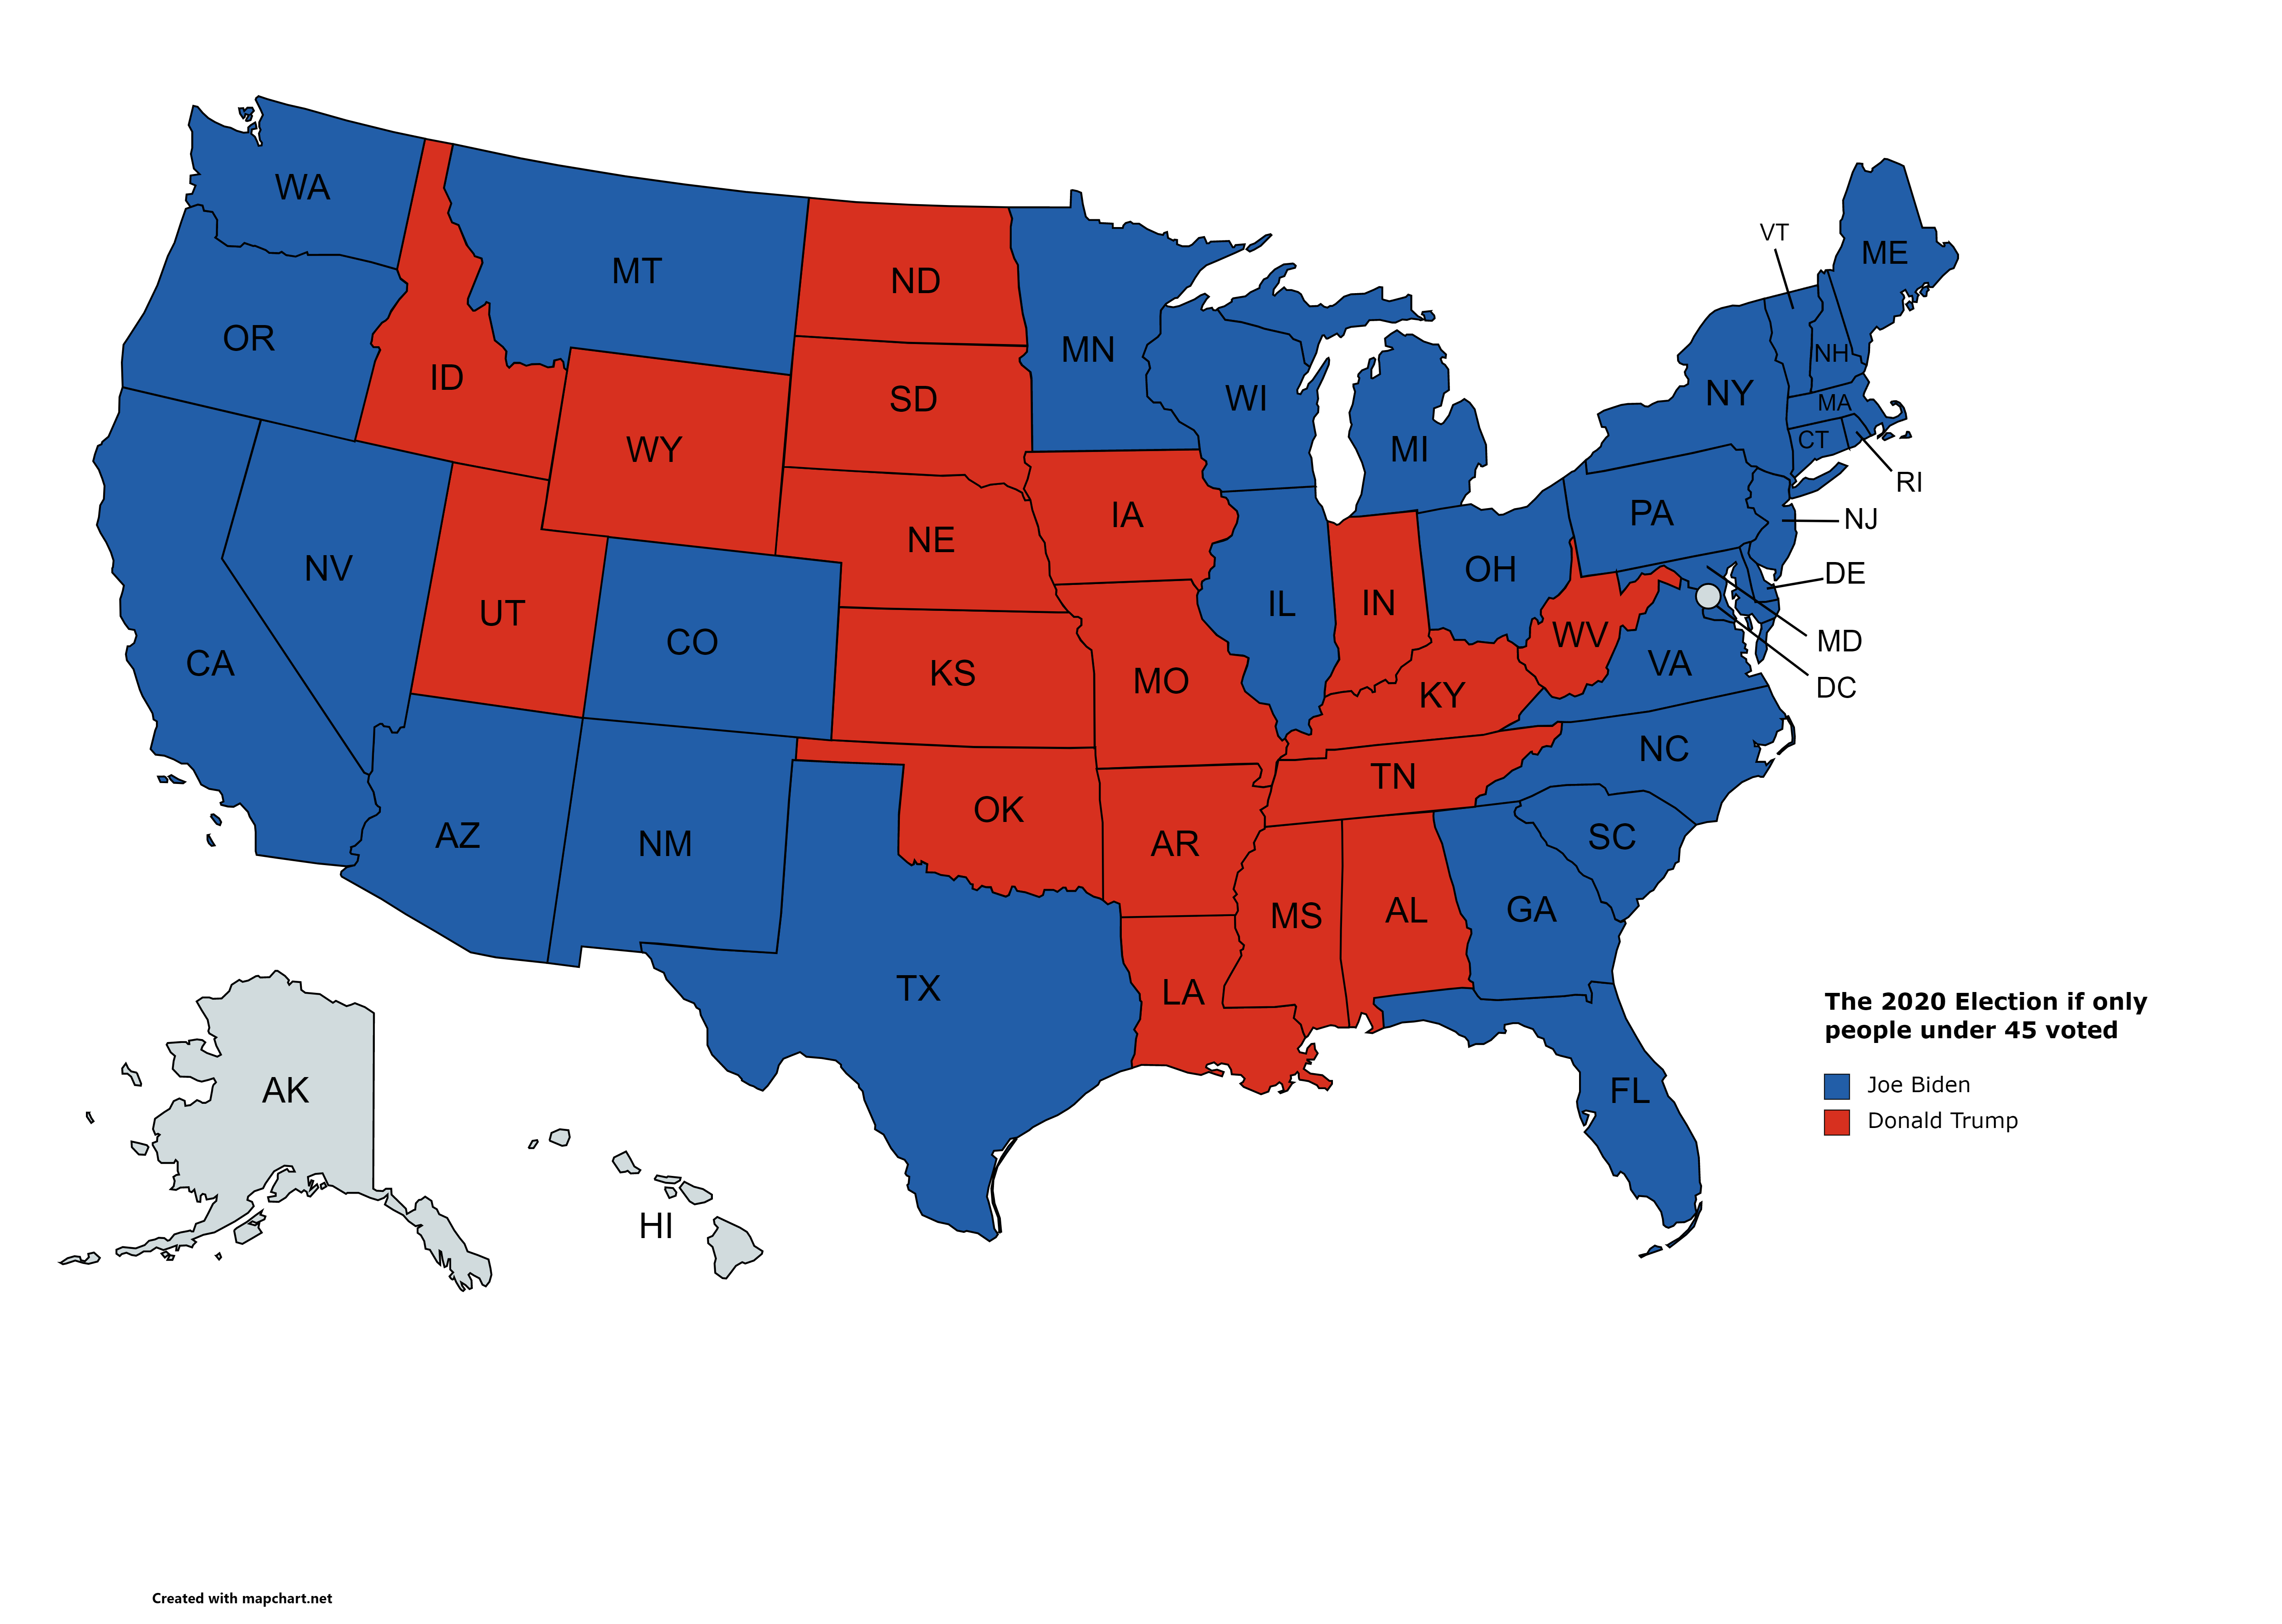 WA
MT
ND
MN
VT
ME
OR
ID
SD
WI
NH
NY
MA
WY
MI
CT
RI
IA
PA
NJ
NE
NV
OH
DE
UT
IL
IN
CO
WV
MD
CA
KS
MO
VA
DC
KY
NC
TN
OK
AZ
NM
AR
SC
MS
AL
GA
TX
LA
The 2020 Election if only
people under 45 voted
AK
FL
Joe Biden
Donald Trump
HI
Created with mapchart.net